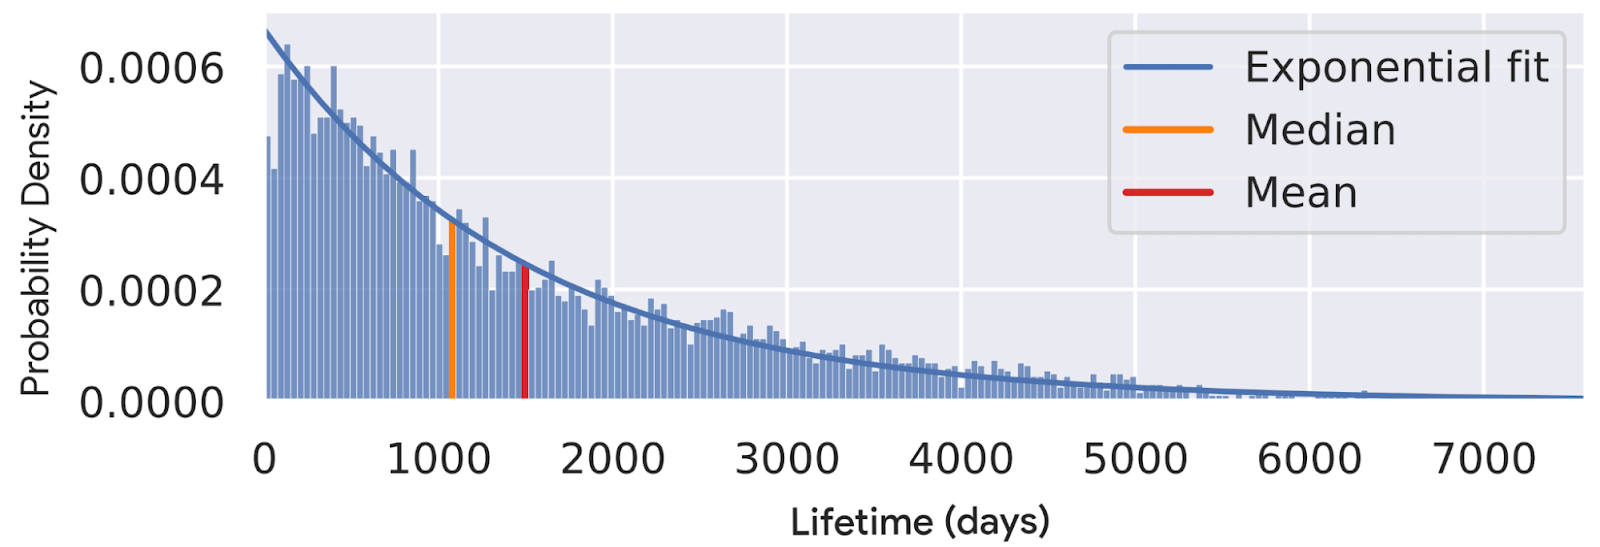 Probability Density
0.0006
0.0004
0.0002
0.0000
Exponential fit
Median
Mean
0 1000 2000 3000 4000 5000 6000 7000
Lifetime (days)